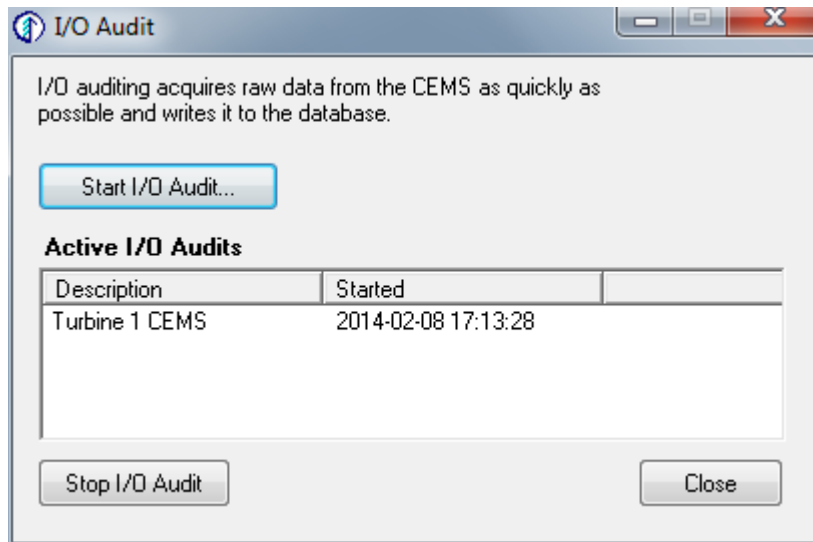 I/O Audit
I/O auditing acquires raw data from the CEMS as quickly as
possible and writes it to the database.
Start I/O Audit...
Active I/O Audits
Description Started
Turbine 1 CEMS 2014-02-08 17:13:28
Stop I/O Audit Close